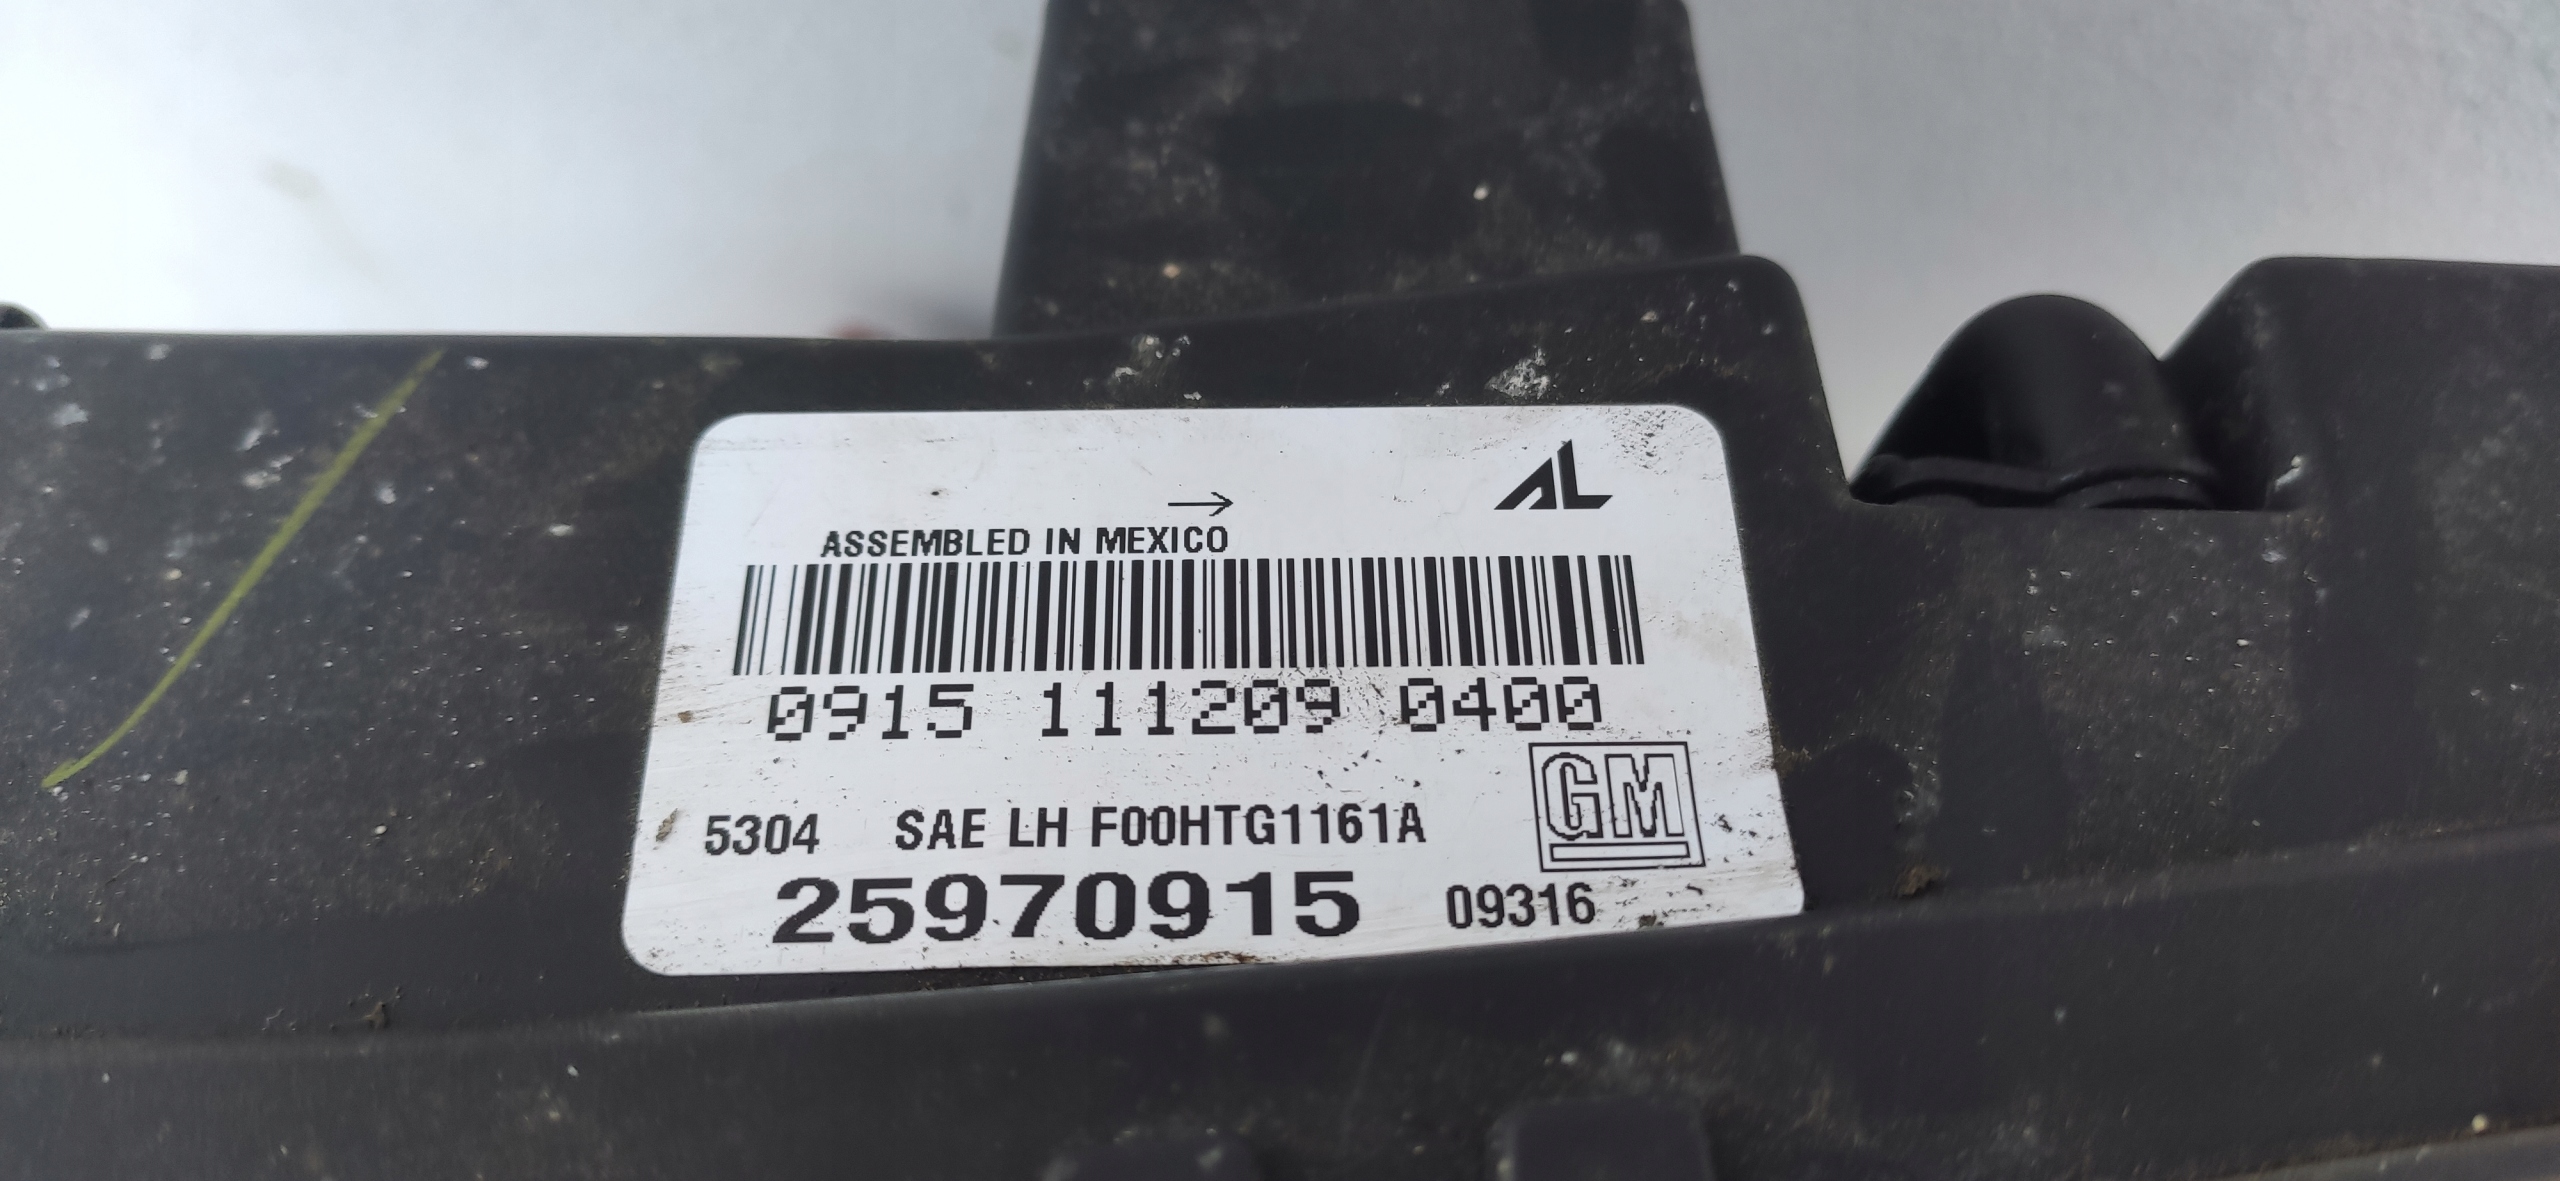 AL
→
ASSEMBLED IN MEXICO
0915 111209 0400
5304 SAE LH F00HTG1161A
GM
25970915 09316